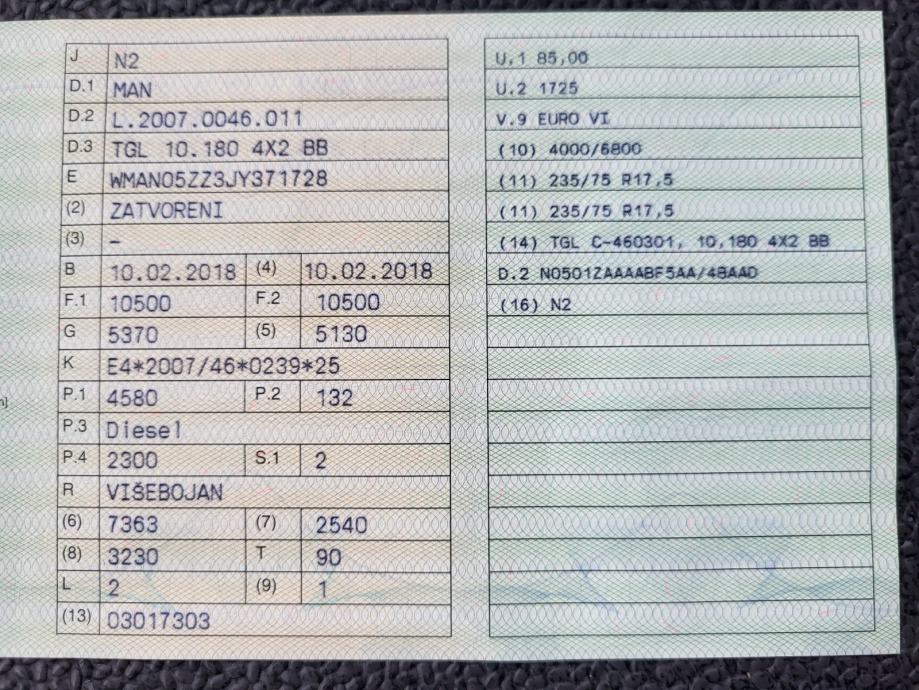 J N2
D.1 MAN
D.2 L.2007.0046.011
D.3 TGL 10.180 4X2 BB
E WMAN05ZZ3JY371728
(2) ZATVORENI
(3) –
B 10.02.2018 (4) 10.02.2018
F.1 10500 F.2 10500
G 5370 (5) 5130
K E4*2007/46*0239*25
P.1 4580 P.2 132
P.3 Diesel
P.4 2300 S.1 2
R VIŠEBOJAN
(6) 7363 (7) 2540
(8) 3230 T 90
L 2 (9) 1
(13) 03017303
U.1 85,00
U.2 1725
V.9 EURO VI
(10) 4000/6800
(11) 235/75 R17,5
(11) 235/75 R17,5
(14) TGL C-460301, 10,180 4X2 BB
D.2 N0501ZAAAABF5AA/4BAAD
(16) N2